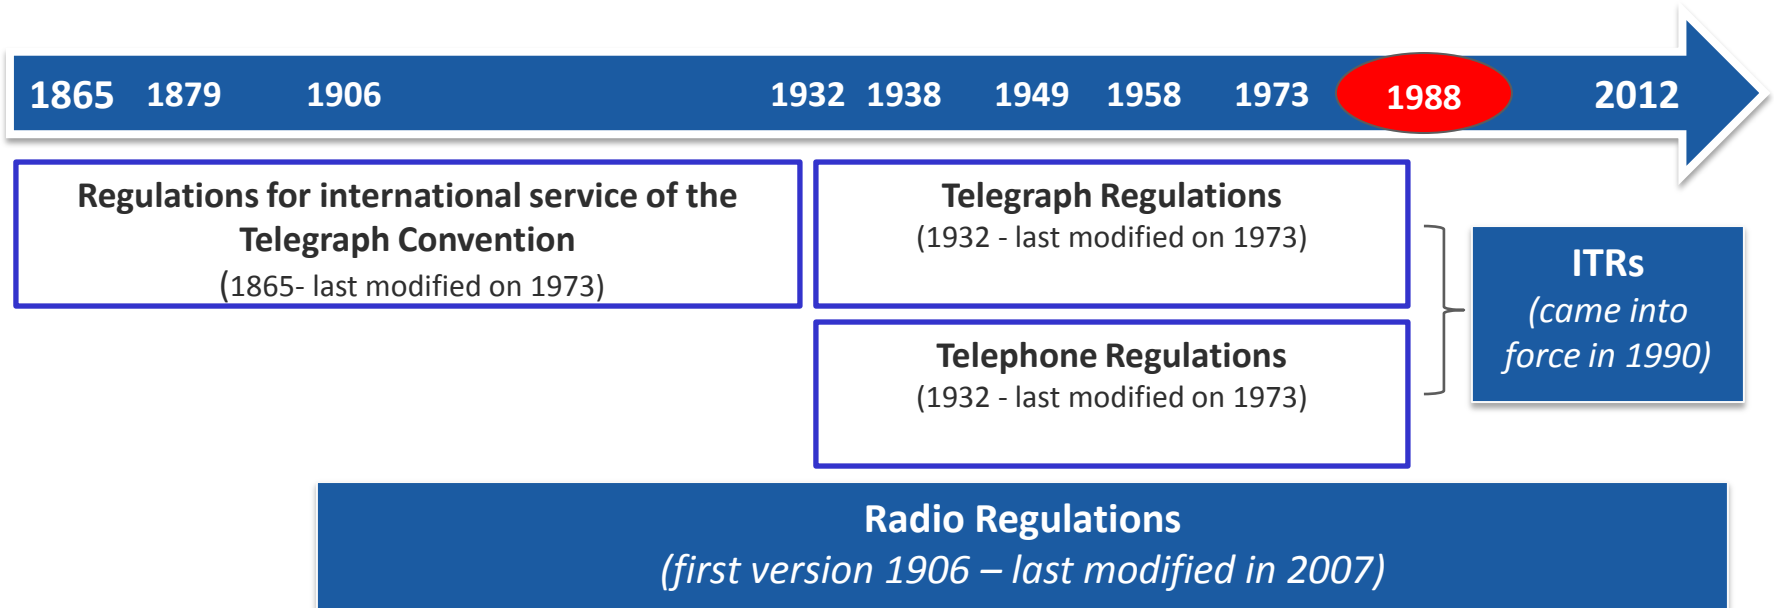 1865 1879 1906 1932 1938 1949 1958 1973 1988 2012
Regulations for international service of the
Telegraph Convention
(1865- last modified on 1973)
Telegraph Regulations
(1932 - last modified on 1973)
Telephone Regulations
(1932 - last modified on 1973)
ITRs
(came into
force in 1990)
Radio Regulations
(first version 1906 – last modified in 2007)